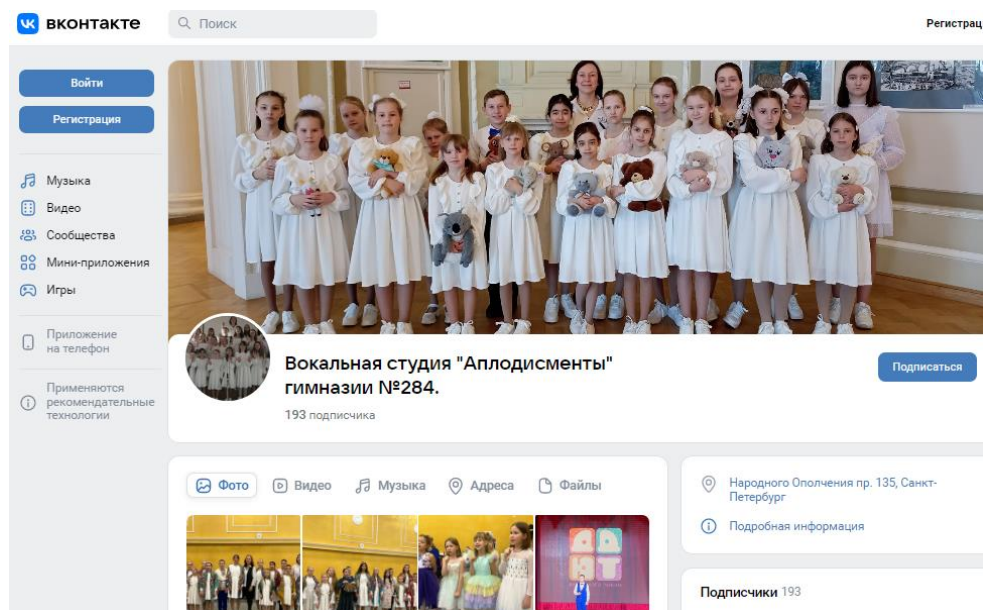 вконтакте
Поиск
Регистрац
Войти
Регистрация
Музыка
Видео
Сообщества
Мини-приложения
Игры
Приложение
на телефон
Применяются
рекомендательные
технологии
Вокальная студия "Аплодисменты"
гимназии №284.
193 подписчика
Подписаться
Фото
Видео
Музыка
Адреса
Файлы
Народного Ополчения пр. 135, Санкт-
Петербург
Подробная информация
Подписчики 193